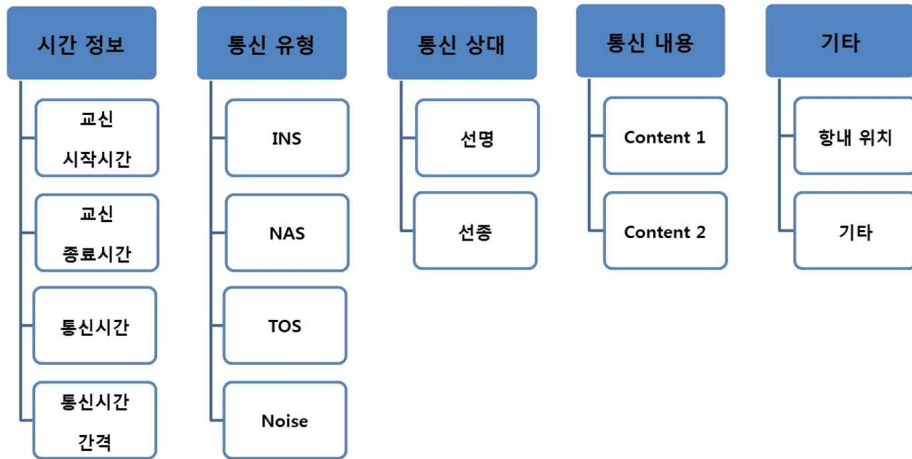 시간 정보
교신
시작시간
교신
종료시간
통신시간
통신시간
간격
통신 유형
INS
NAS
TOS
Noise
통신 상대
선명
선종
통신 내용
Content 1
Content 2
기타
항내 위치
기타